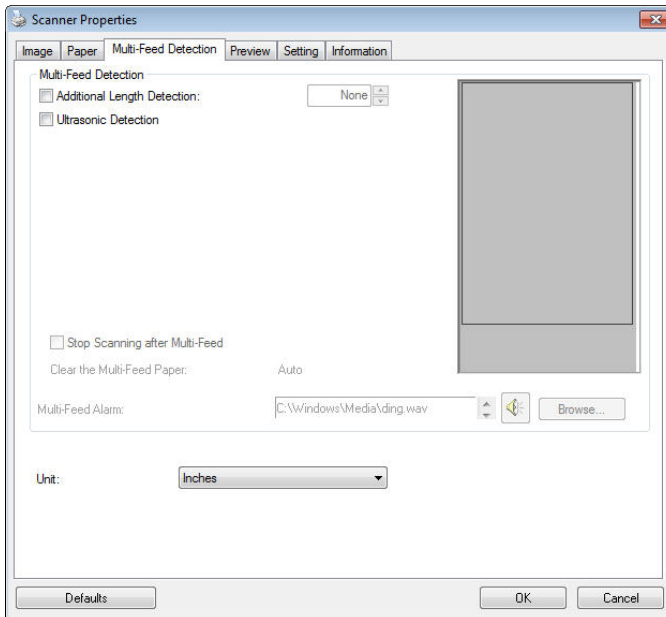 Scanner Properties
Image Paper Multi-Feed Detection Preview Setting Information
Multi-Feed Detection
Additional Length Detection: None
Ultrasonic Detection
Stop Scanning after Multi-Feed
Clear the Multi-Feed Paper: Auto
Multi-Feed Alarm: C:\Windows\Media\ding.wav Browse...
Unit: Inches
Defaults OK Cancel